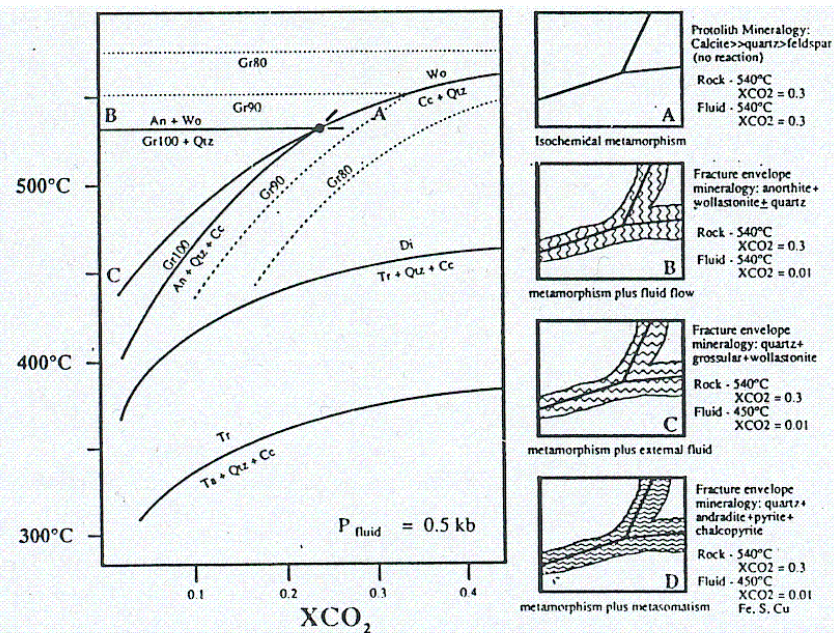 Gr80
Wo
Cc + Qtz
Gr90
A
B
An + Wo
Gr100 + Qtz
500°C
Gr90
Gr80
Gr100
An + Qtz + Cc
C
Di
Tr + Qtz + Cc
400°C
Tr
Ta + Qtz + Cc
P fluid = 0.5 kb
300°C
0.1
0.2
0.3
0.4
XCO2
A
Isochemical metamorphism
Protolith Mineralogy:
Calcite>>quartz>feldspar
(no reaction)
Rock - 540°C
XCO2 = 0.3
Fluid - 540°C
XCO2 = 0.3
B
metamorphism plus fluid flow
Fracture envelope
mineralogy: anorthite+
wollastonite± quartz
Rock - 540°C
XCO2 = 0.3
Fluid - 540°C
XCO2 = 0.01
C
metamorphism plus external fluid
Fracture envelope
mineralogy: quartz+
grossular+wollastonite
Rock - 540°C
XCO2 = 0.3
Fluid - 450°C
XCO2 = 0.01
D
metamorphism plus metasomatism
Fracture envelope
mineralogy: quartz+
andradite+pyrite+
chalcopyrite
Rock - 540°C
XCO2 = 0.3
Fluid - 450°C
XCO2 = 0.01
Fe, S, Cu